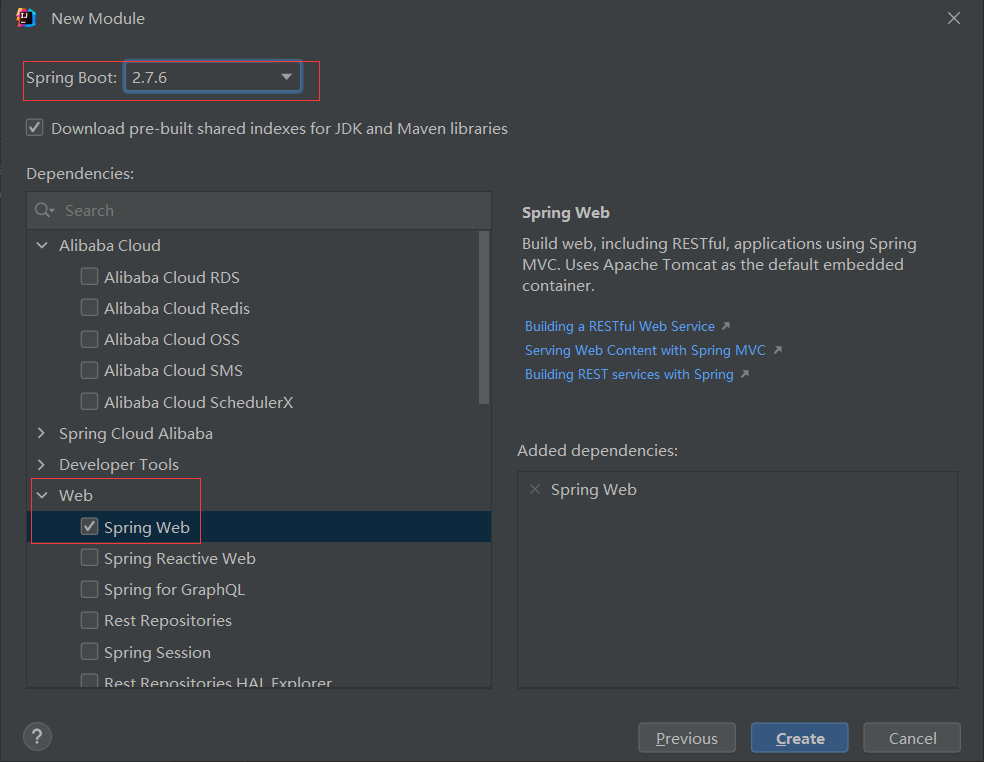 New Module
Spring Boot: 2.7.6
Download pre-built shared indexes for JDK and Maven libraries
Dependencies:
Search
Alibaba Cloud
Alibaba Cloud RDS
Alibaba Cloud Redis
Alibaba Cloud OSS
Alibaba Cloud SMS
Alibaba Cloud SchedulerX
Spring Cloud Alibaba
Developer Tools
Web
Spring Web
Spring Reactive Web
Spring for GraphQL
Rest Repositories
Spring Session
Rest Repositories HAL Explorer
Spring Web
Build web, including RESTful, applications using Spring
MVC. Uses Apache Tomcat as the default embedded
container.
Building a RESTful Web Service
Serving Web Content with Spring MVC
Building REST services with Spring
Added dependencies:
Spring Web
?
Previous
Create
Cancel